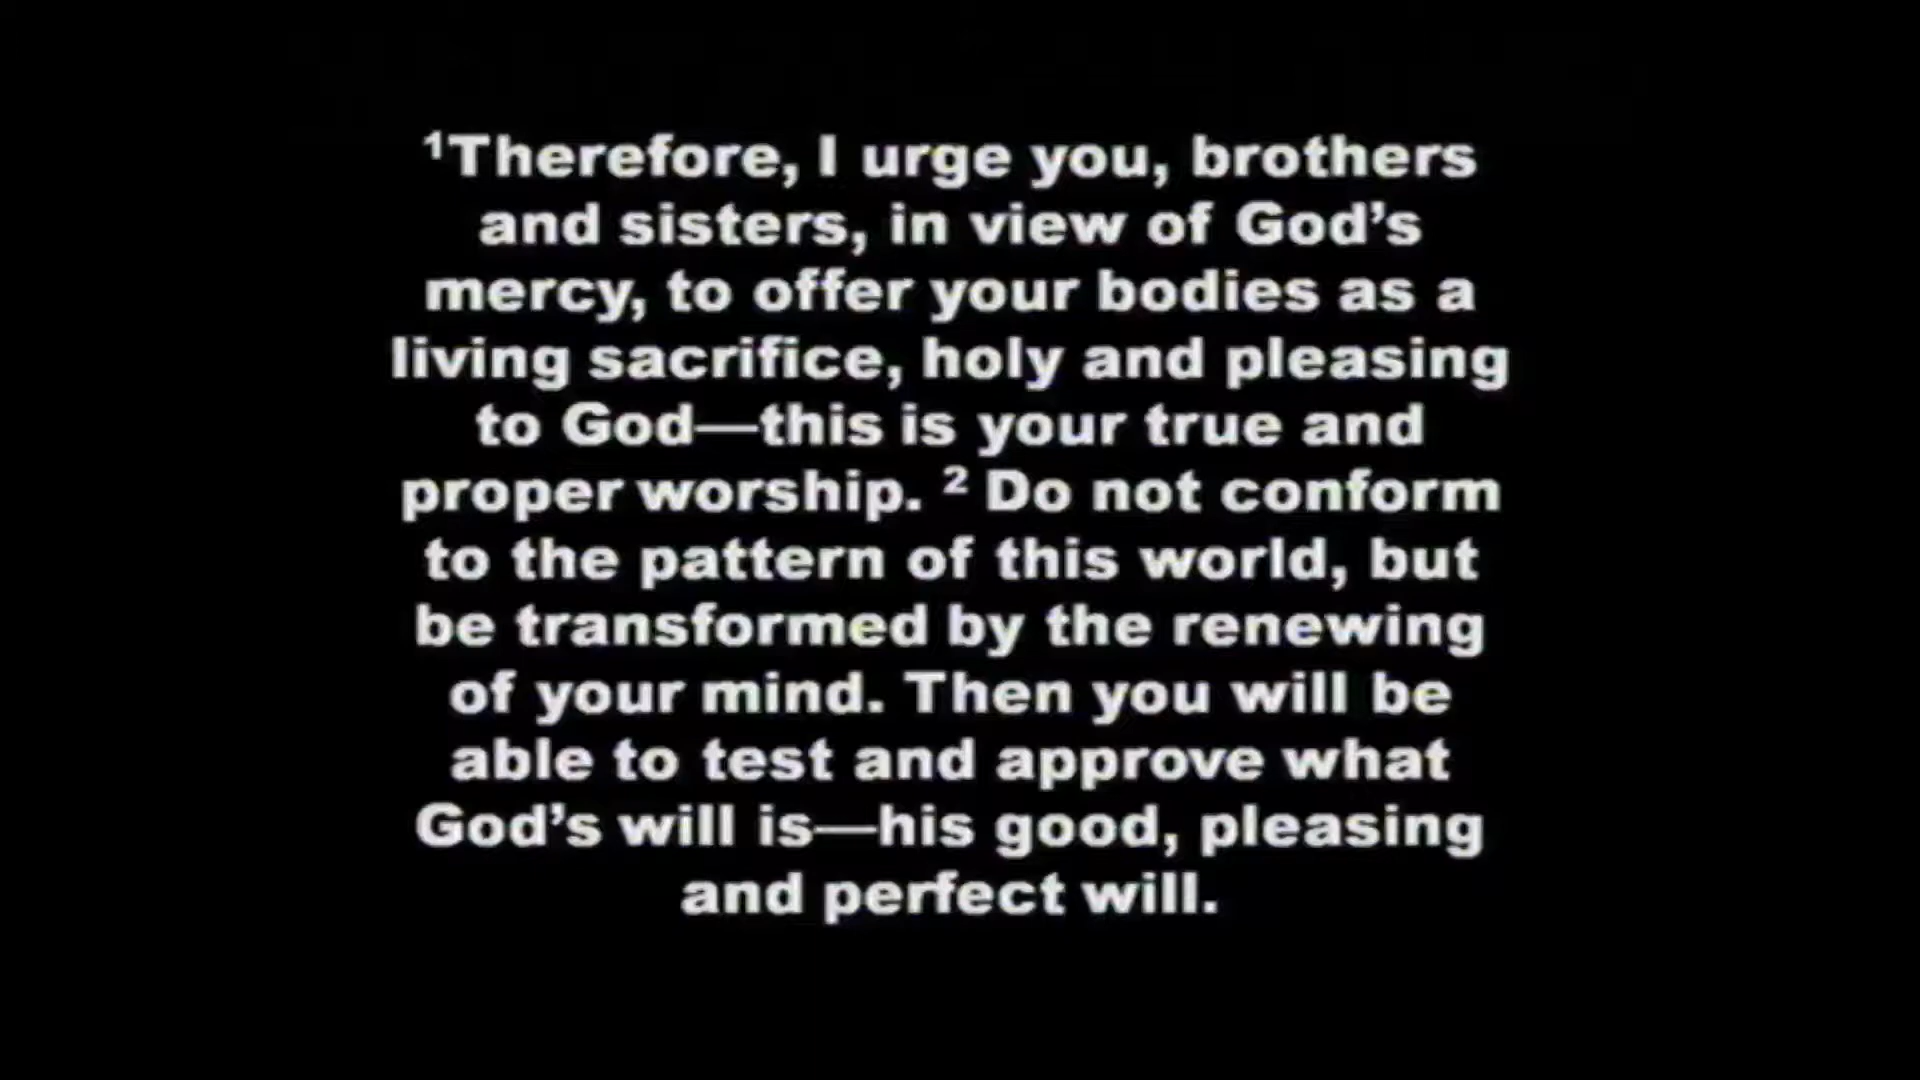 ¹Therefore, I urge you, brothers
and sisters, in view of God’s
mercy, to offer your bodies as a
living sacrifice, holy and pleasing
to God—this is your true and
proper worship. ² Do not conform
to the pattern of this world, but
be transformed by the renewing
of your mind. Then you will be
able to test and approve what
God’s will is—his good, pleasing
and perfect will.